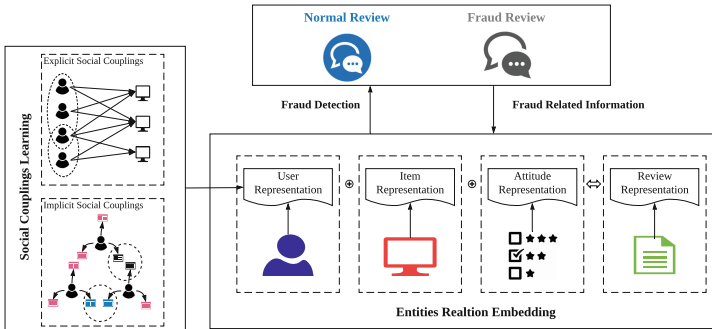 Normal Review
Fraud Review
Explicit Social Couplings
Social Couplings Learning
Implicit Social Couplings
Fraud Detection
Fraud Related Information
User
Representation
Item
Representation
Attitude
Representation
Review
Representation
Entities Realtion Embedding